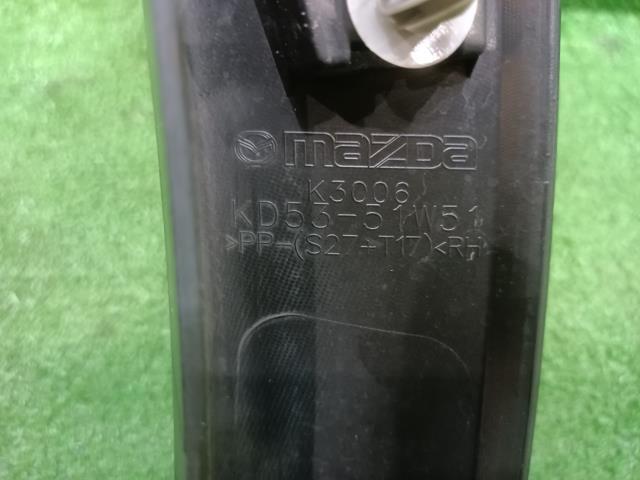 mazda
K3006
KD53-51W51
>PP-(S27+T17)<RH